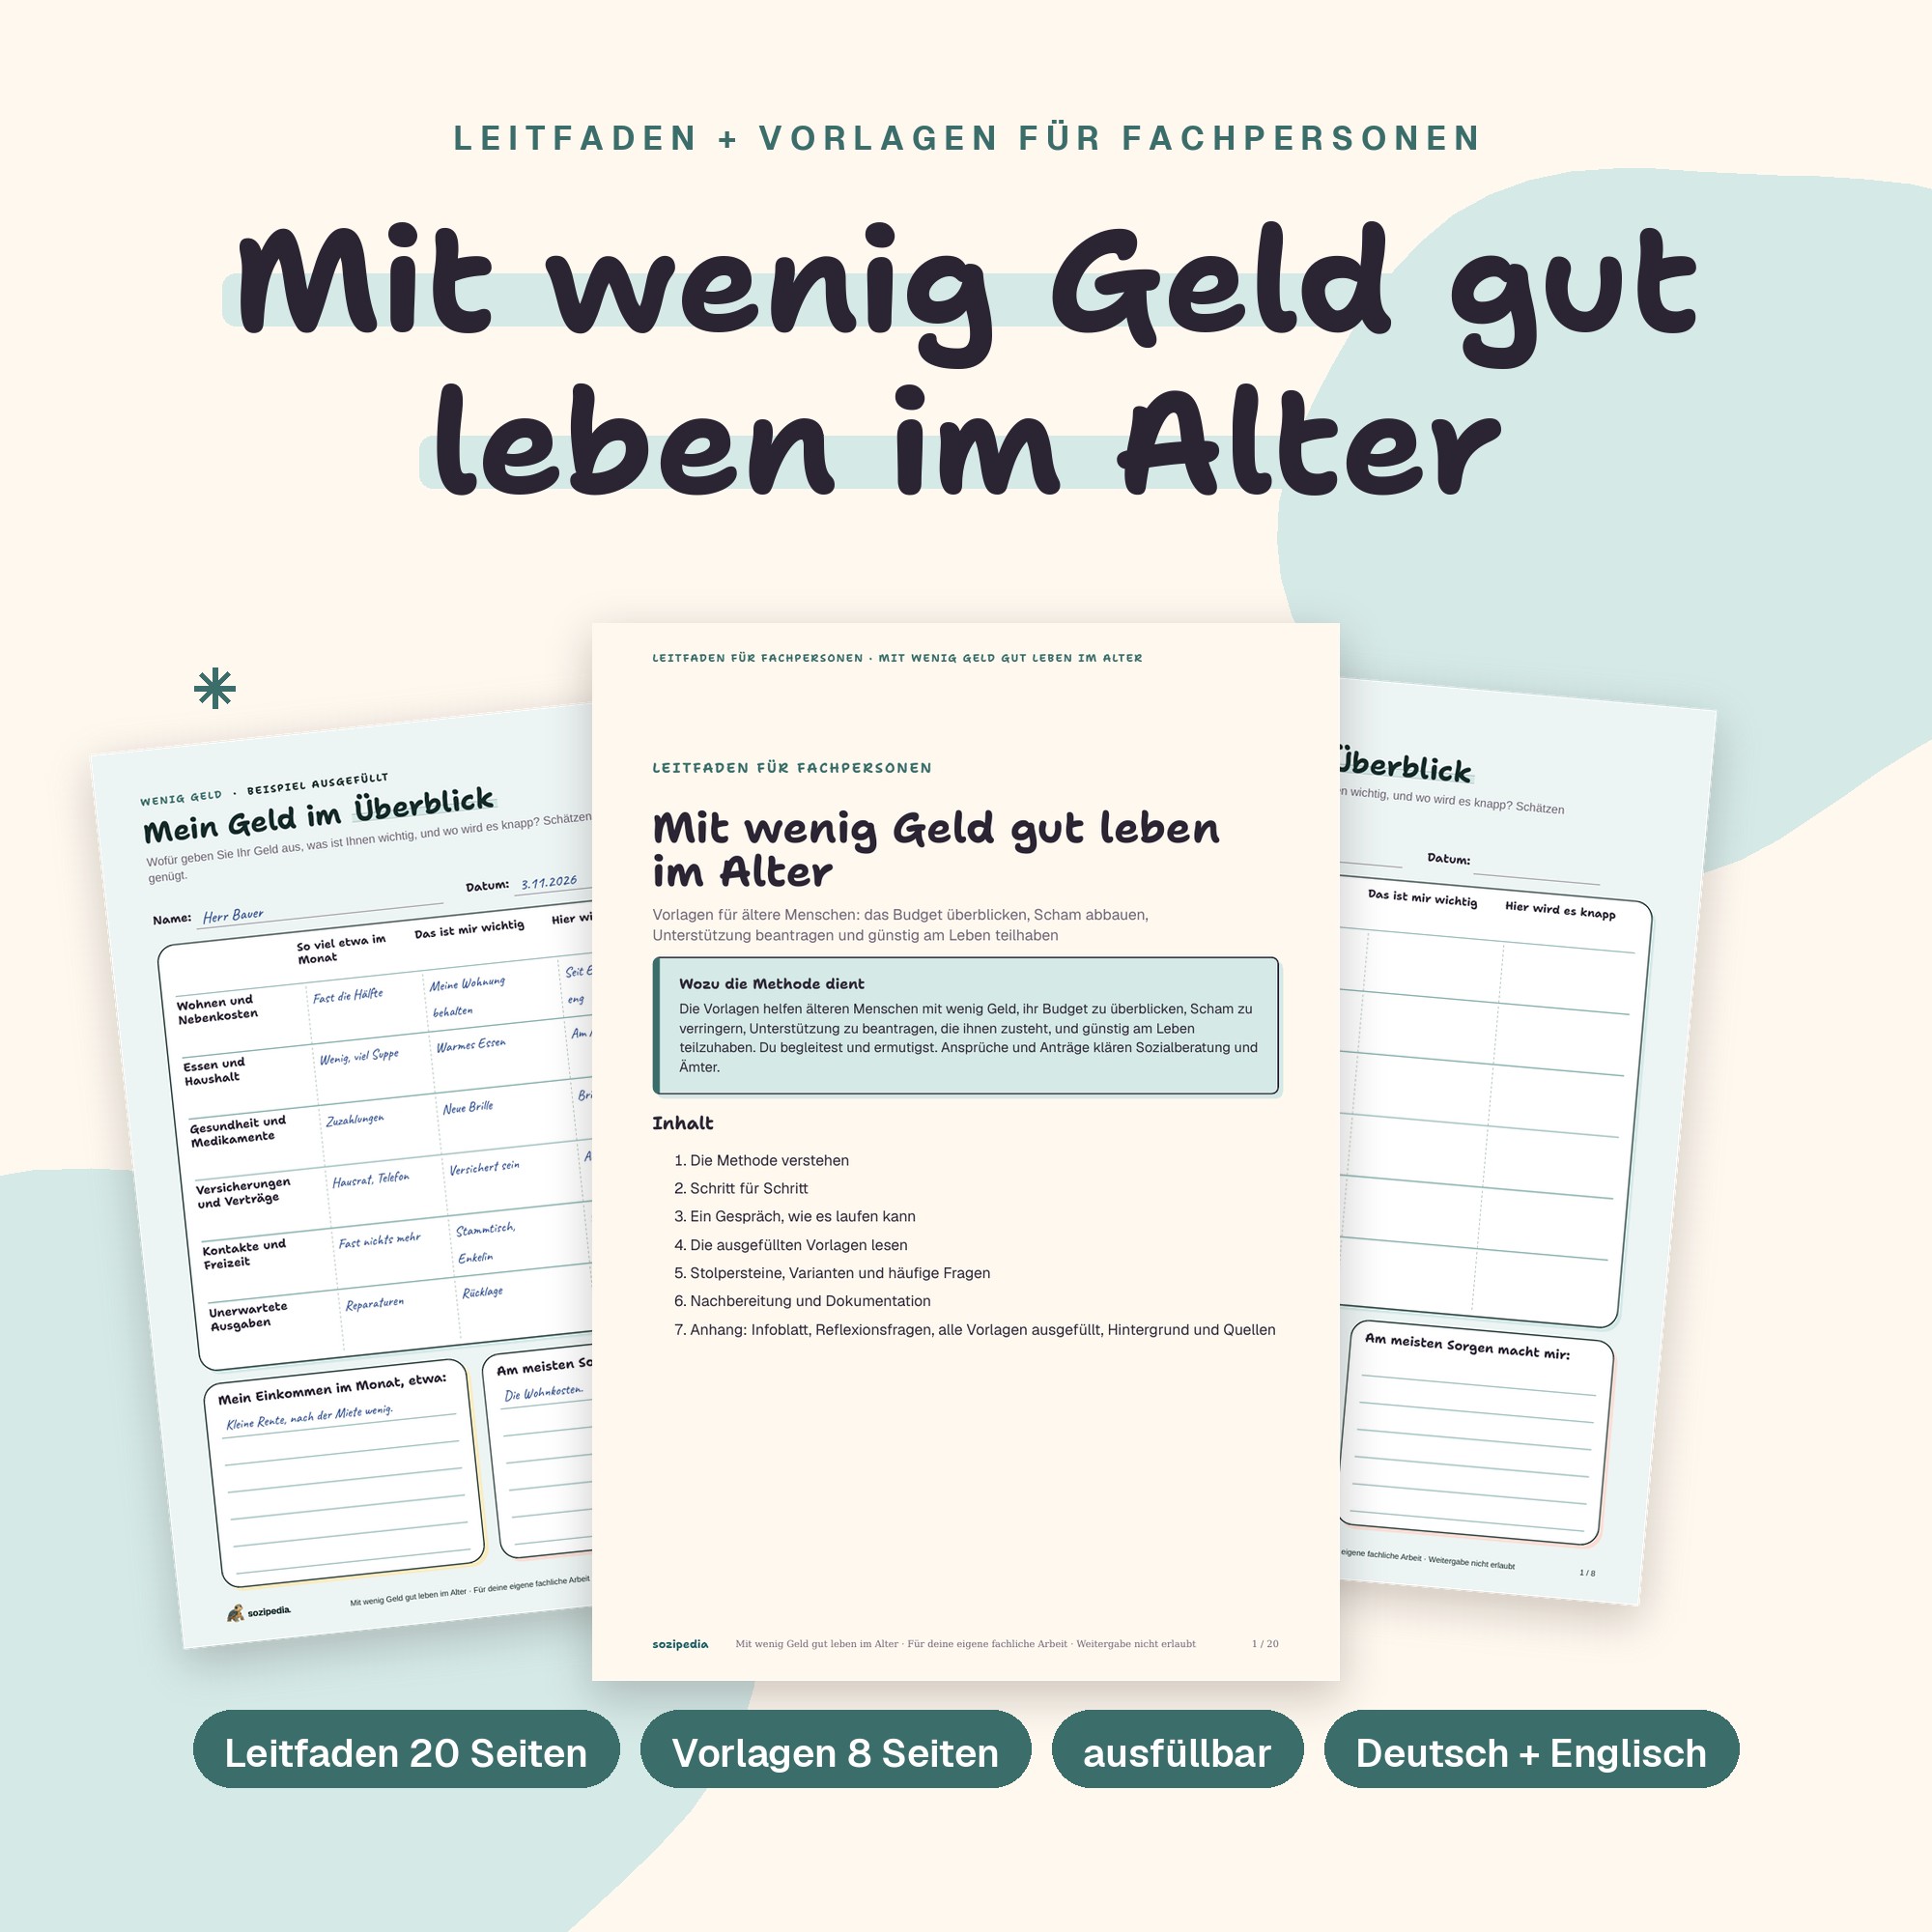 LEITFADEN + VORLAGEN FÜR FACHPERSONEN
Mit wenig Geld gut
leben im Alter
WENIG GELD · BEISPIEL AUSGEFÜLLT
Mein Geld im Überblick
Wofür geben Sie Ihr Geld aus, was ist Ihnen wichtig, und wo wird es knapp? Schätzen
genügt.
Name: Herr Bauer
Datum: 3.11.2026
So viel etwa im
Monat
Das ist mir wichtig
Hier wi
Wohnen und
Nebenkosten
Fast die Hälfte
Meine Wohnung
behalten
Seit E
eng
Essen und
Haushalt
Wenig, viel Suppe
Warmes Essen
Am
Gesundheit und
Medikamente
Zuzahlungen
Neue Brille
Bri
Versicherungen
und Verträge
Hausrat, Telefon
Versichert sein
A
Kontakte und
Freizeit
Fast nichts mehr
Stammtisch,
Enkelin
Unerwartete
Ausgaben
Reparaturen
Rücklage
Mein Einkommen im Monat, etwa:
Kleine Rente, nach der Miete wenig.
Am meisten So
Die Wohnkosten.
sozipedia.
Mit wenig Geld gut leben im Alter · Für deine eigene fachliche Arbeit
LEITFADEN FÜR FACHPERSONEN · MIT WENIG GELD GUT LEBEN IM ALTER
LEITFADEN FÜR FACHPERSONEN
Mit wenig Geld gut leben
im Alter
Vorlagen für ältere Menschen: das Budget überblicken, Scham abbauen,
Unterstützung beantragen und günstig am Leben teilhaben
Wozu die Methode dient
Die Vorlagen helfen älteren Menschen mit wenig Geld, ihr Budget zu überblicken, Scham zu
verringern, Unterstützung zu beantragen, die ihnen zusteht, und günstig am Leben
teilzuhaben. Du begleitest und ermutigst. Ansprüche und Anträge klären Sozialberatung und
Ämter.
Inhalt
1. Die Methode verstehen
2. Schritt für Schritt
3. Ein Gespräch, wie es laufen kann
4. Die ausgefüllten Vorlagen lesen
5. Stolpersteine, Varianten und häufige Fragen
6. Nachbereitung und Dokumentation
7. Anhang: Infoblatt, Reflexionsfragen, alle Vorlagen ausgefüllt, Hintergrund und Quellen
sozipedia
Mit wenig Geld gut leben im Alter · Für deine eigene fachliche Arbeit · Weitergabe nicht erlaubt
1 / 20
Überblick
en wichtig, und wo wird es knapp? Schätzen
Datum:
Das ist mir wichtig
Hier wird es knapp
Am meisten Sorgen macht mir:
eigene fachliche Arbeit · Weitergabe nicht erlaubt
1 / 8
Leitfaden 20 Seiten
Vorlagen 8 Seiten
ausfüllbar
Deutsch + Englisch